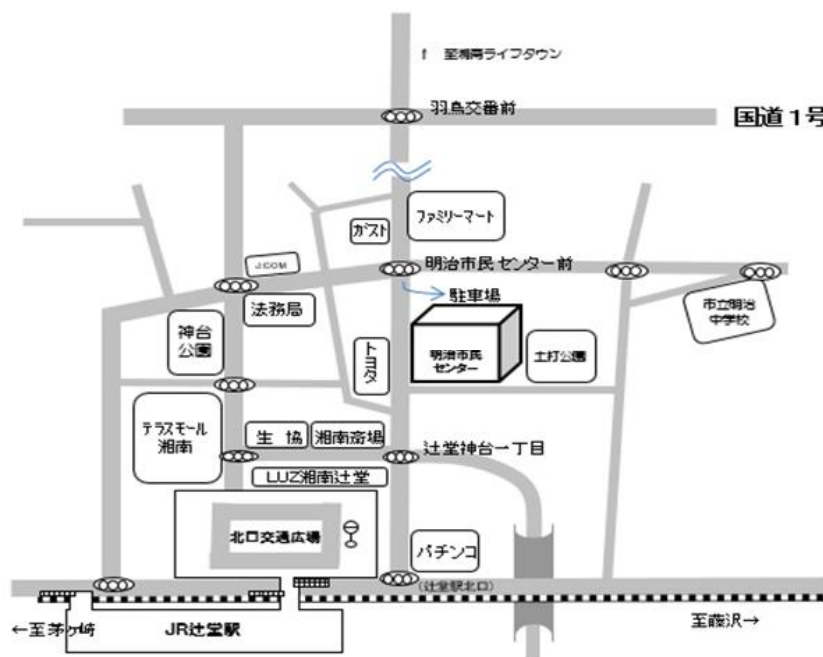 至湘南ライフタウン
羽鳥交番前
国道1号
ファミリーマート
ガスト
J:COM
明治市民センター前
駐車場
法務局
市立明治
中学校
神台
公園
トヨタ
明治市民
センター
土打公園
テラスモール
湘南
生 協
湘南斎場
辻堂神台一丁目
LUZ湘南辻堂
北口交通広場
パチンコ
(辻堂駅北口)
←至茅ヶ崎
JR辻堂駅
至藤沢→